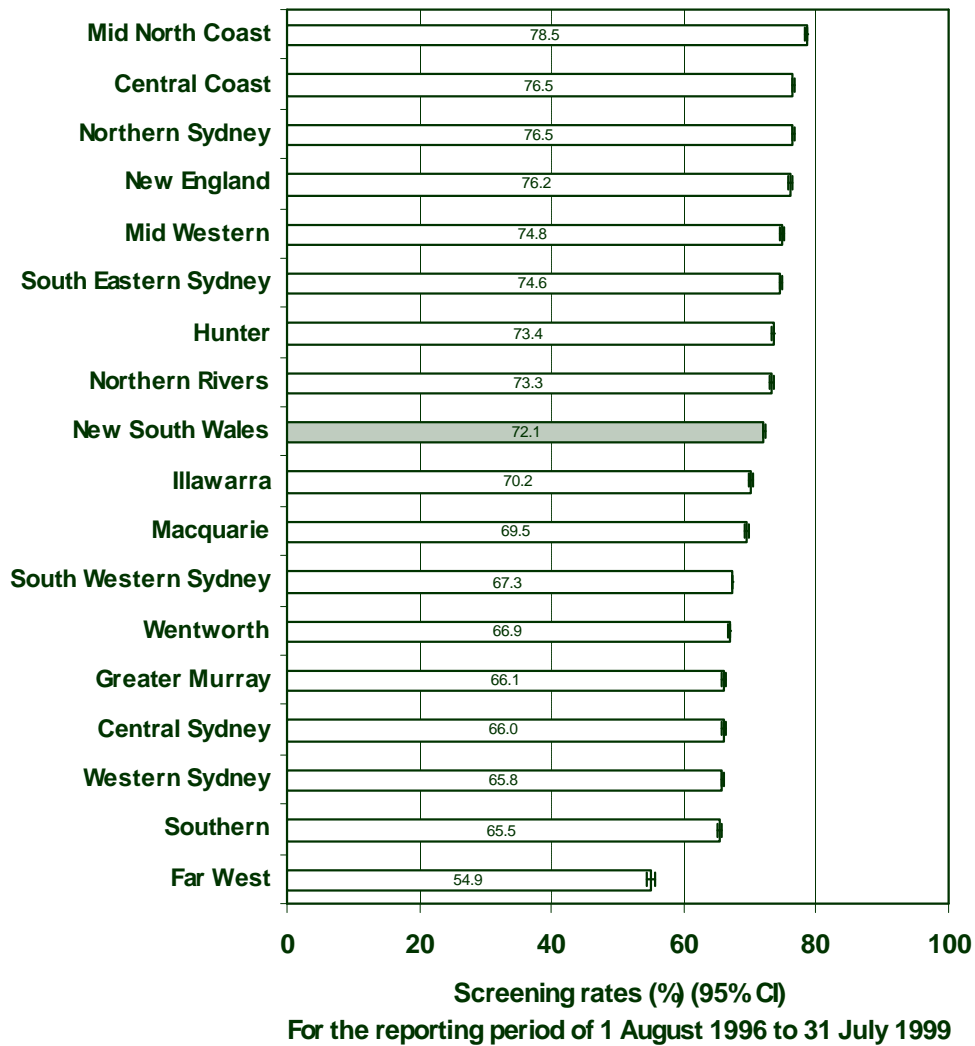 Mid North Coast 78.5
Central Coast 76.5
Northern Sydney 76.5
New England 76.2
Mid Western 74.8
South Eastern Sydney 74.6
Hunter 73.4
Northern Rivers 73.3
New South Wales 72.1
Illawarra 70.2
Macquarie 69.5
South Western Sydney 67.3
Wentworth 66.9
Greater Murray 66.1
Central Sydney 66.0
Western Sydney 65.8
Southern 65.5
Far West 54.9
0 20 40 60 80 100
Screening rates (%) (95% CI)
For the reporting period of 1 August 1996 to 31 July 1999